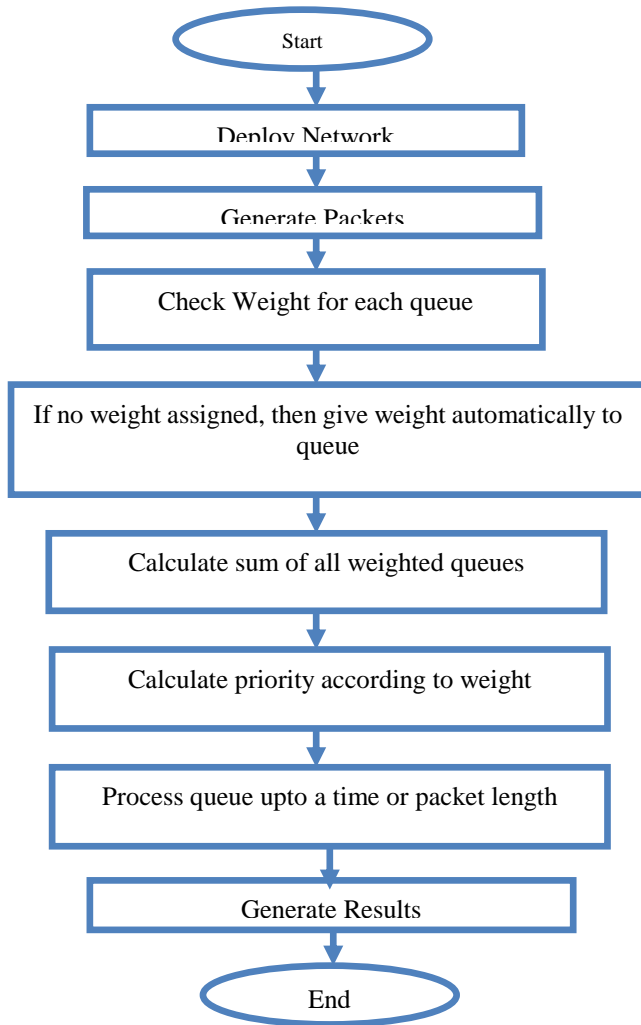 Start
Deploy Network
Generate Packets
Check Weight for each queue
If no weight assigned, then give weight automatically to
queue
Calculate sum of all weighted queues
Calculate priority according to weight
Process queue upto a time or packet length
Generate Results
End